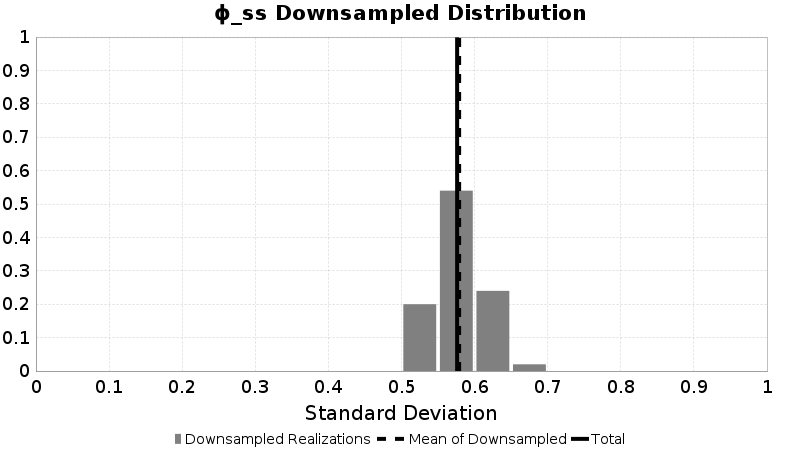 ϕ_ss Downsampled Distribution
1
0.9
0.8
0.7
0.6
0.5
0.4
0.3
0.2
0.1
0
0 0.1 0.2 0.3 0.4 0.5 0.6 0.7 0.8 0.9 1
Standard Deviation
Downsampled Realizations Mean of Downsampled Total